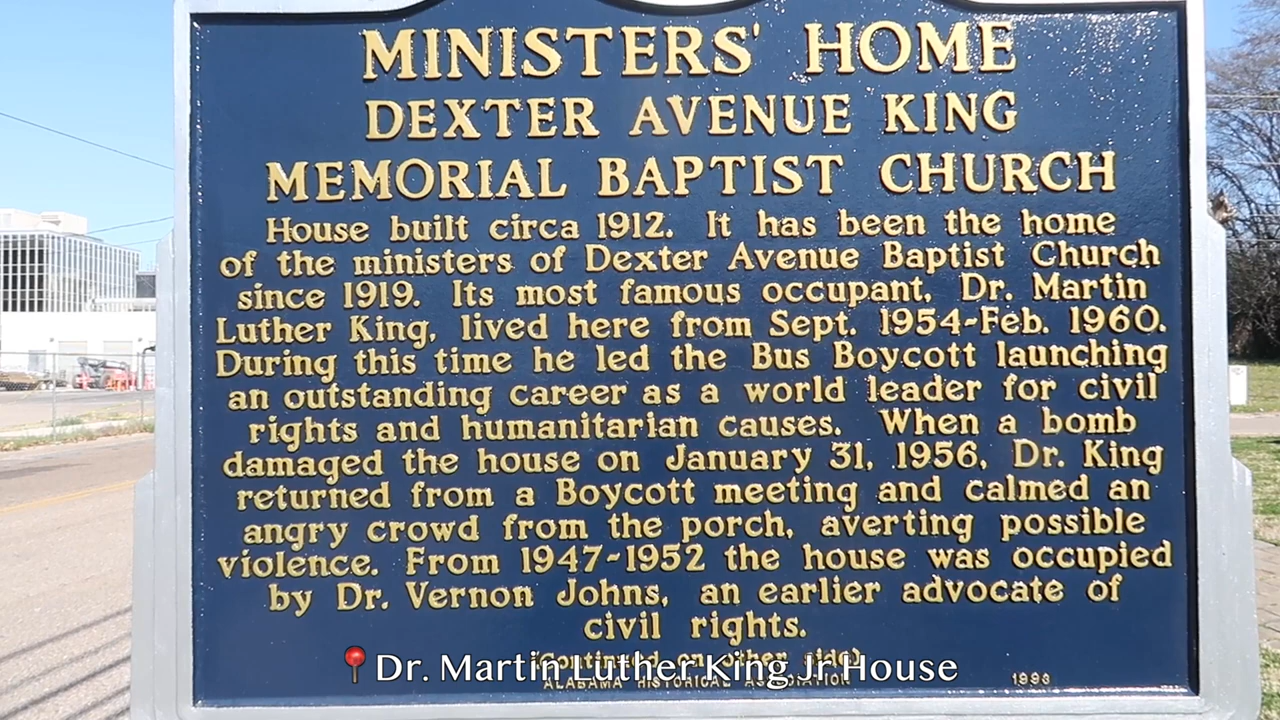 MINISTERS' HOME
DEXTER AVENUE KING
MEMORIAL BAPTIST CHURCH
House built circa 1912. It has been the home
of the ministers of Dexter Avenue Baptist Church
since 1919. Its most famous occupant, Dr. Martin
Luther King, lived here from Sept. 1954-Feb. 1960.
During this time he led the Bus Boycott launching
an outstanding career as a world leader for civil
rights and humanitarian causes. When a bomb
damaged the house on January 31, 1956, Dr. King
returned from a Boycott meeting and calmed an
angry crowd from the porch, averting possible
violence. From 1947-1952 the house was occupied
by Dr. Vernon Johns, an earlier advocate of
civil rights.
(Continued on other side)
Dr. Martin Luther King Jr House
ALABAMA HISTORICAL ASSOCIATION